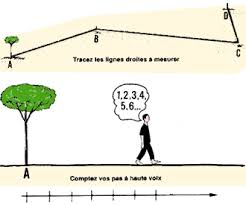 D
B
A
C
Tracez les lignes droites à mesurer
1,2,3,4,
5,6...
A
Comptez vos pas à haute voix